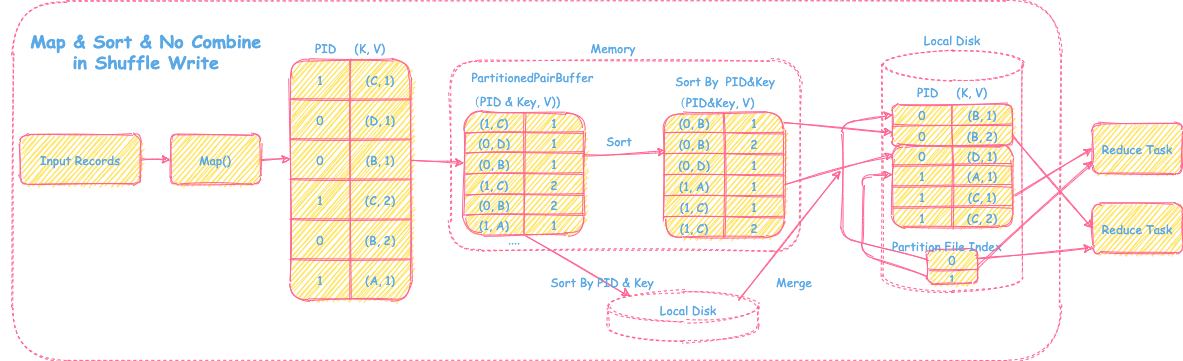 Map & Sort & No Combine
in Shuffle Write
Input Records
Map()
PID (K, V)
1 (C, 1)
0 (D, 1)
0 (B, 1)
1 (C, 2)
0 (B, 2)
1 (A, 1)
Memory
PartitionedPairBuffer
(PID & Key, V))
(1, C) 1
(0, D) 1
(0, B) 1
(1, C) 2
(0, B) 2
(1, A) 1
....
Sort
Sort By PID&Key
(PID&Key, V)
(0, B) 1
(0, B) 2
(0, D) 1
(1, A) 1
(1, C) 1
(1, C) 2
Sort By PID & Key
Local Disk
Merge
Local Disk
PID (K, V)
0 (B, 1)
0 (B, 2)
0 (D, 1)
1 (A, 1)
1 (C, 1)
1 (C, 2)
Partition File Index
0
1
Reduce Task
Reduce Task